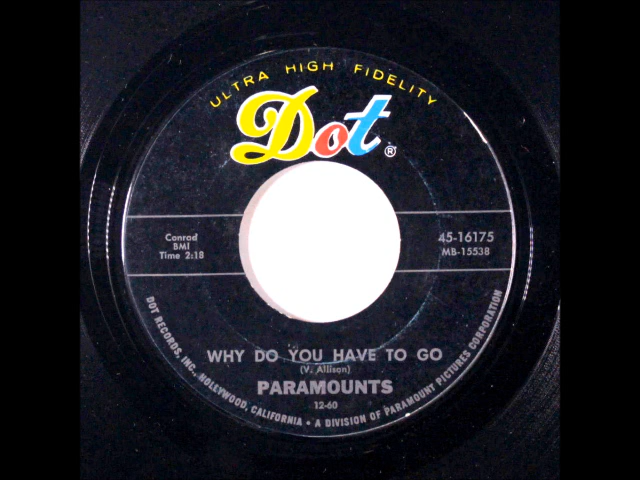 ULTRA HIGH FIDELITY
Dot ®
Conrad
BMI
Time 2:18
45-16175
MB-15538
WHY DO YOU HAVE TO GO
(V. Allison)
PARAMOUNTS
12-60
DOT RECORDS, INC., HOLLYWOOD, CALIFORNIA • A DIVISION OF PARAMOUNT PICTURES CORPORATION